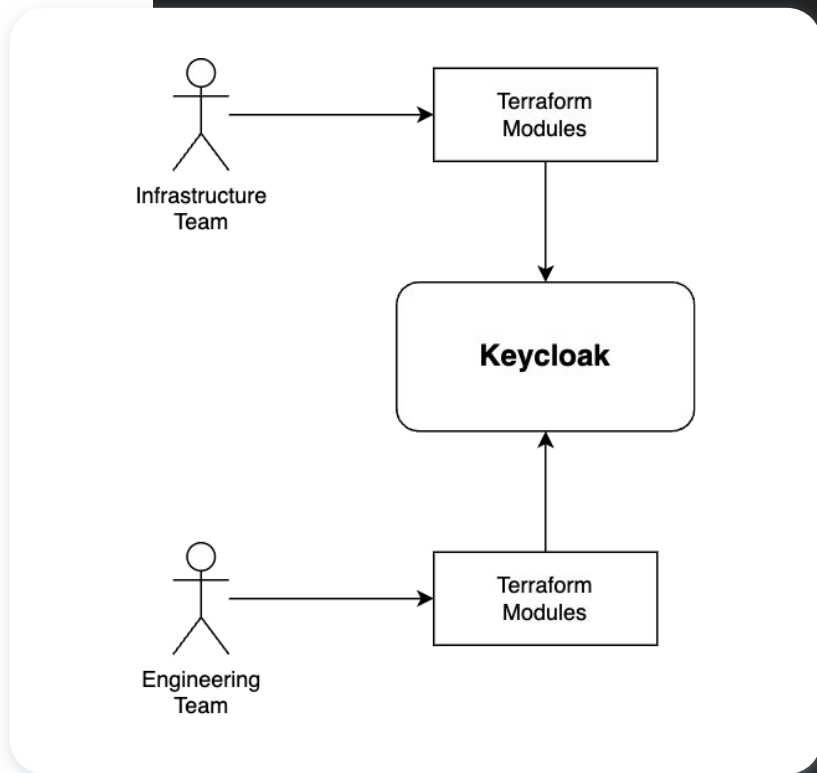 Terraform
Modules
Infrastructure
Team
Keycloak
Terraform
Modules
Engineering
Team